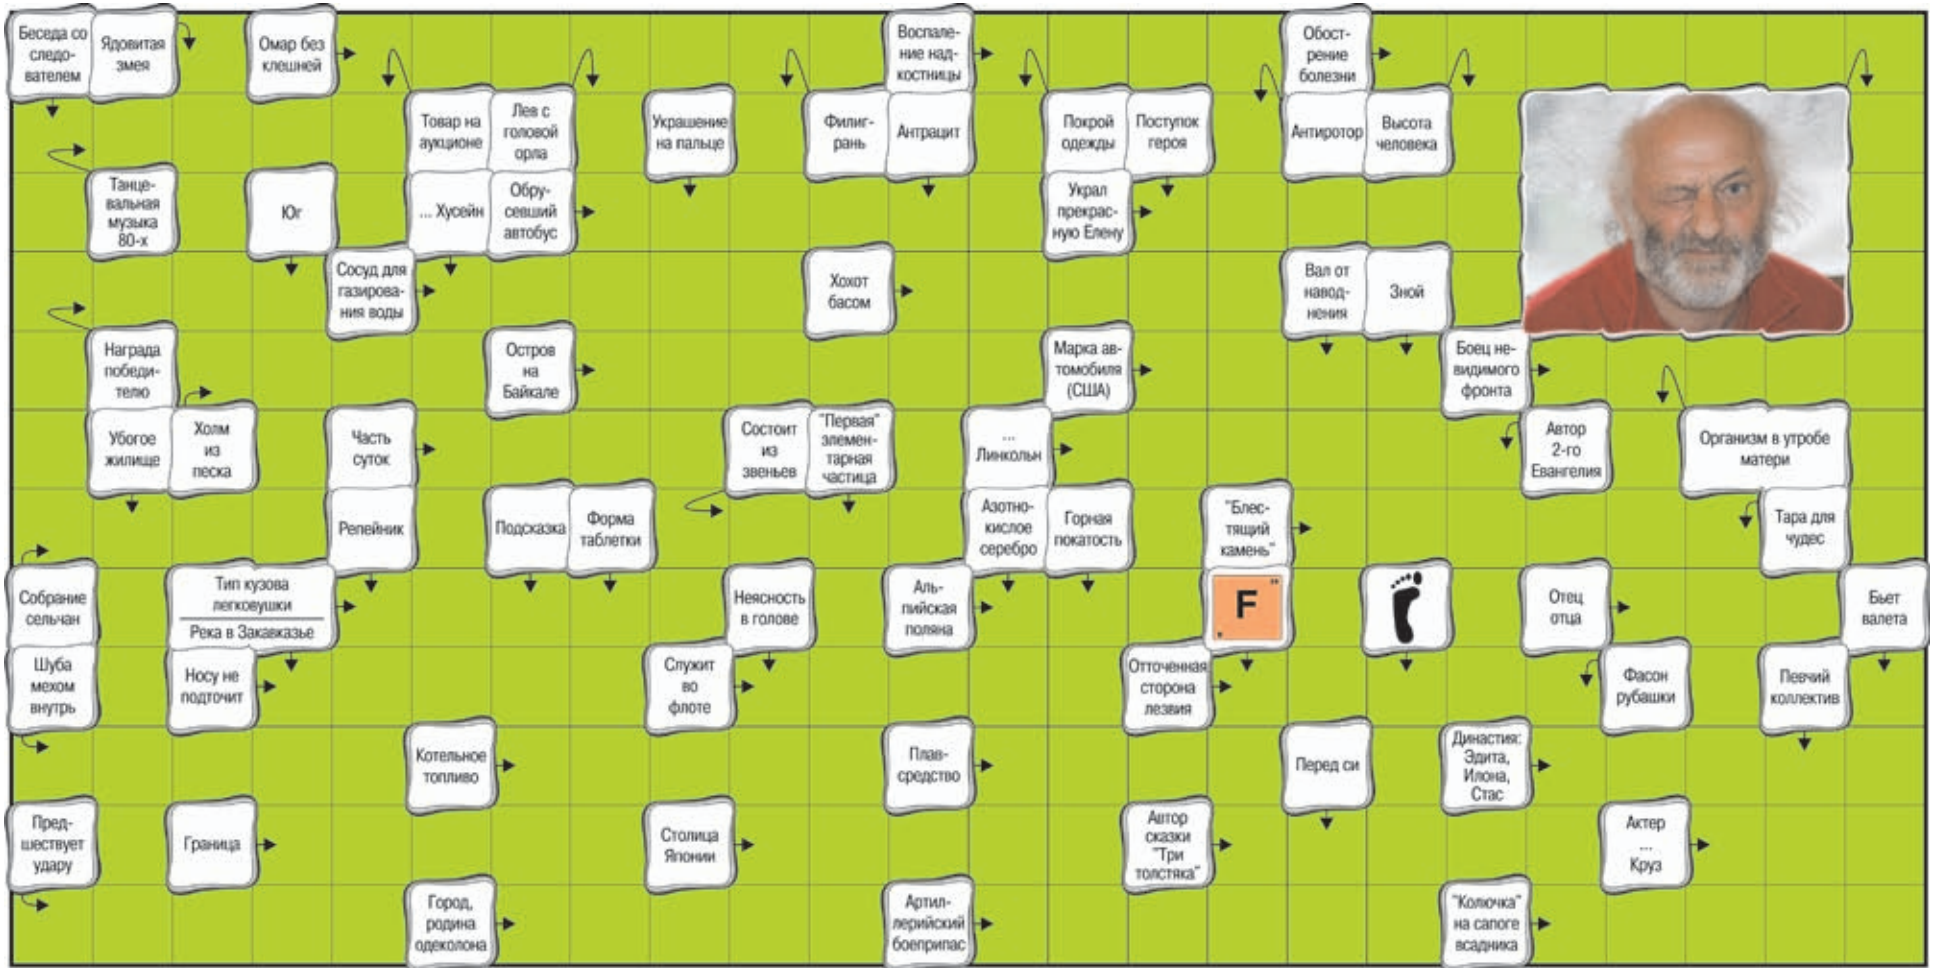 Беседа со
следо-
вателем
Ядовитая
змея
Омар без
клешней
Воспале-
ние над-
костницы
Обост-
рение
болезни
Товар на
аукционе
Лев с
головой
орла
Украшение
на пальце
Филиг-
рань
Антрацит
Покрой
одежды
Поступок
героя
Антиротор
Высота
человека
Танце-
вальная
музыка
80-х
Юг
... Хусейн
Обру-
севший
автобус
Украл
прекрас-
ную Елену
Сосуд для
газирова-
ния воды
Хохот
басом
Вал от
навод-
нения
Зной
Награда
победи-
телю
Остров
на
Байкале
Марка ав-
томобиля
(США)
Боец не-
видимого
фронта
Убогое
жилище
Холм
из
песка
Часть
суток
Состоит
из
звеньев
"Первая"
элемен-
тарная
частица
...
Линкольн
Автор
2-го
Евангелия
Организм в утробе
матери
Репейник
Подсказка
Форма
таблетки
Азотно-
кислое
серебро
Горная
покатость
"Блес-
тящий
камень"
Тара для
чудес
Собрание
сельчан
Тип кузова
легковушки
Река в Закавказье
Неясность
в голове
Аль-
пийская
поляна
F
"
,
Отец
отца
Бьет
валета
Шуба
мехом
внутрь
Носу не
подточит
Служит
во
флоте
Отточенная
сторона
лезвия
Фасон
рубашки
Певчий
коллектив
Котельное
топливо
Плав-
средство
Перед си
Династия:
Эдита,
Илона,
Стас
Пред-
шествует
удару
Граница
Столица
Японии
Автор
сказки
"Три
толстяка"
Актер
...
Круз
Город,
родина
одеколона
Артил-
лерийский
боеприпас
"Колючка"
на сапоге
всадника